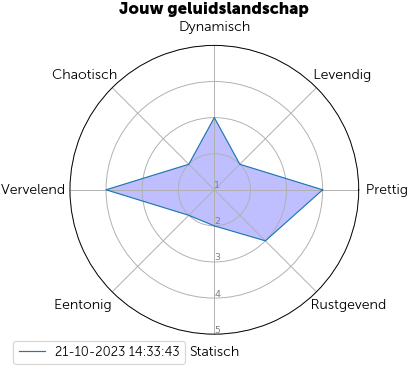 Jouw geluidslandschap
Dynamisch
Chaotisch
Levendig
Vervelend
1
Prettig
2
3
Eentonig
4
Rustgevend
5
21-10-2023 14:33:43
Statisch